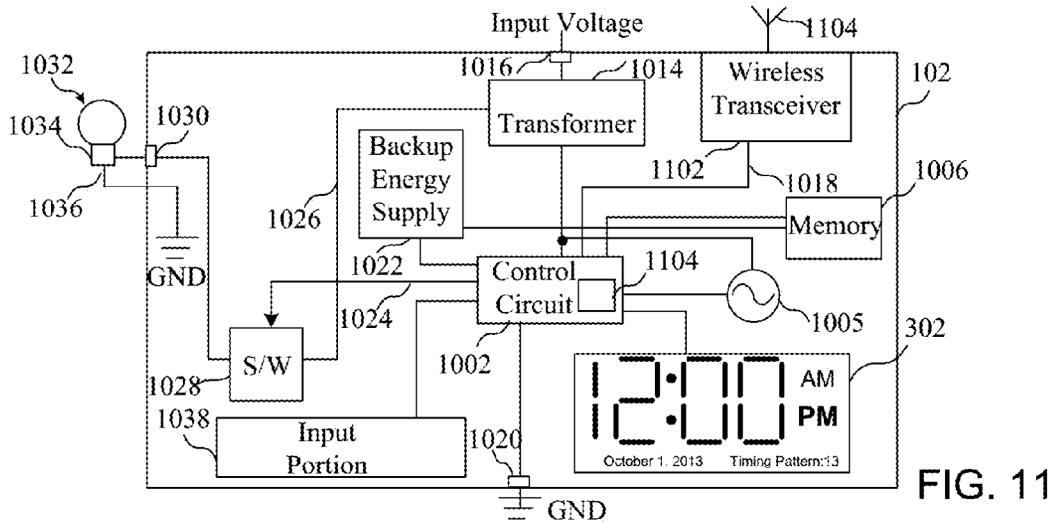 Input Voltage
1104
1016
1014
102
1032
Wireless
Transceiver
Transformer
1034
1030
Backup
Energy
Supply
1102
1018
1006
1036
1026
Memory
GND
1022
Control
Circuit
1104
1024
1005
302
S/W
1002
1028
12:00
AM
PM
1038
Input
Portion
1020
October 1, 2013
Timing Pattern:13
GND
FIG. 11